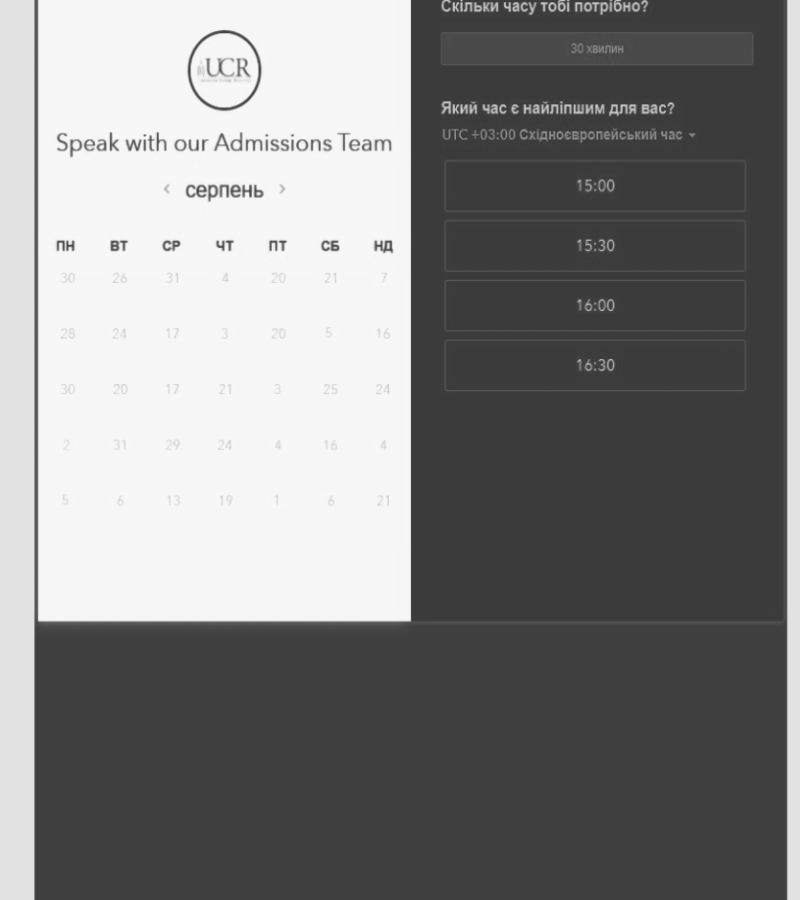 UCR
Speak with our Admissions Team
‹ серпень ›
ПН ВТ СР ЧТ ПТ СБ НД
30 26 31 4 20 21 7
28 24 17 3 20 5 16
30 20 17 21 3 25 24
2 31 29 24 4 16 4
5 6 13 19 1 6 21
Скільки часу тобі потрібно?
30 хвилин
Який час є найліпшим для вас?
UTC +03:00 Східноєвропейський час
15:00
15:30
16:00
16:30